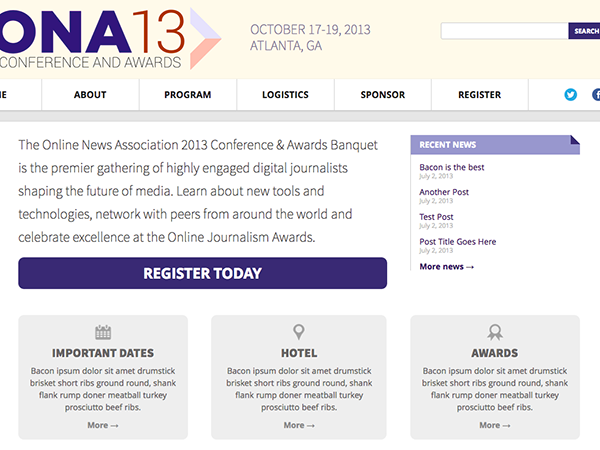 ONA13
CONFERENCE AND AWARDS
OCTOBER 17-19, 2013
ATLANTA, GA
SEARCH
ABOUT
PROGRAM
LOGISTICS
SPONSOR
REGISTER
The Online News Association 2013 Conference & Awards Banquet
is the premier gathering of highly engaged digital journalists
shaping the future of media. Learn about new tools and
technologies, network with peers from around the world and
celebrate excellence at the Online Journalism Awards.
REGISTER TODAY
RECENT NEWS
Bacon is the best
July 2, 2013
Another Post
July 2, 2013
Test Post
July 2, 2013
Post Title Goes Here
July 2, 2013
More news →
IMPORTANT DATES
Bacon ipsum dolor sit amet drumstick
brisket short ribs ground round, shank
flank rump doner meatball turkey
prosciutto beef ribs.
More →
HOTEL
Bacon ipsum dolor sit amet drumstick
brisket short ribs ground round, shank
flank rump doner meatball turkey
prosciutto beef ribs.
More →
AWARDS
Bacon ipsum dolor sit amet drumstick
brisket short ribs ground round, shank
flank rump doner meatball turkey
prosciutto beef ribs.
More →